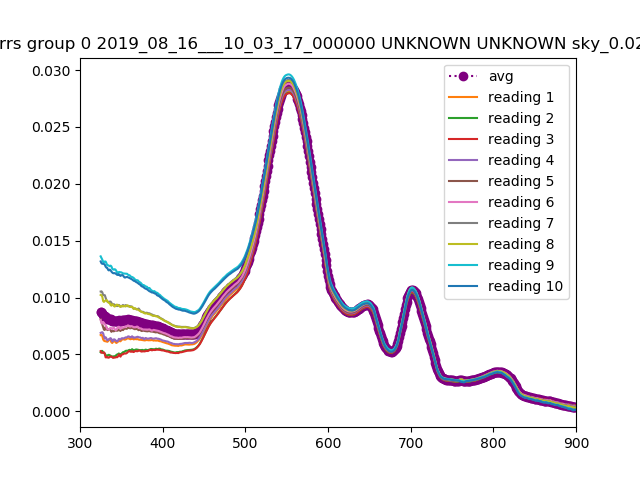 rrs group 0 2019_08_16___10_03_17_000000 UNKNOWN UNKNOWN sky_0.02
0.030
0.025
0.020
0.015
0.010
0.005
0.000
300 400 500 600 700 800 900
avg
reading 1
reading 2
reading 3
reading 4
reading 5
reading 6
reading 7
reading 8
reading 9
reading 10